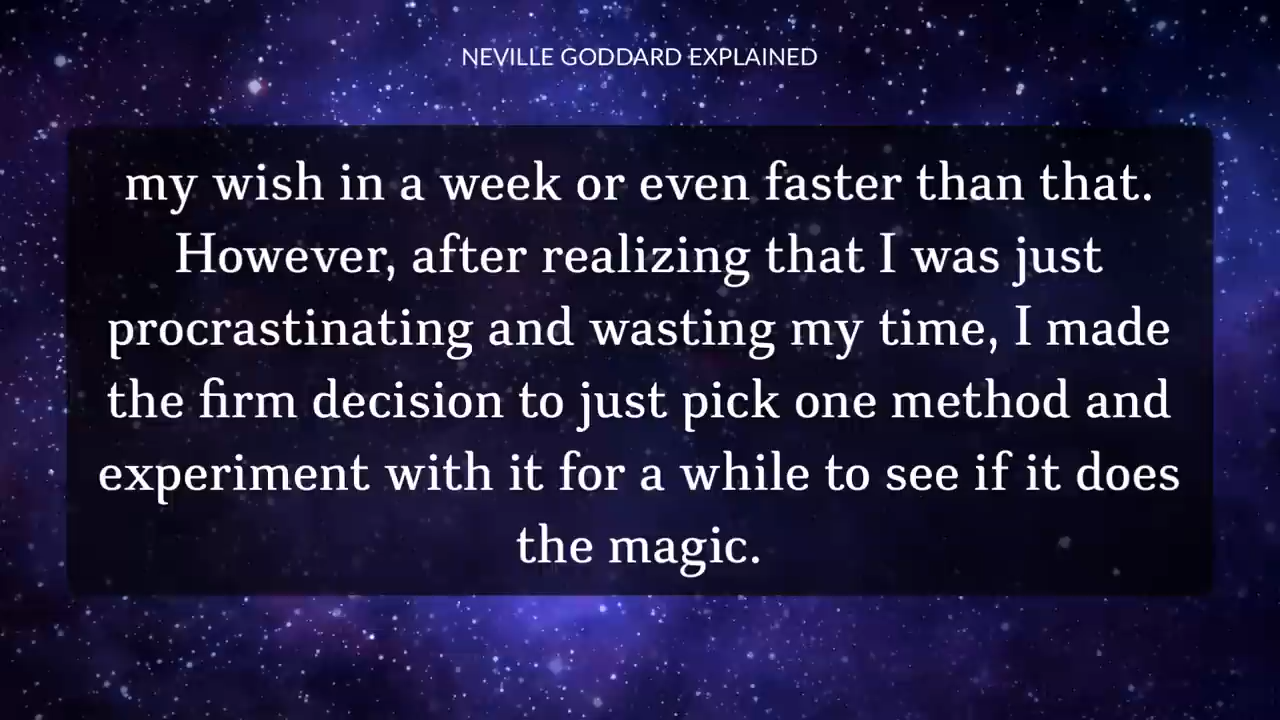 NEVILLE GODDARD EXPLAINED
my wish in a week or even faster than that.
However, after realizing that I was just
procrastinating and wasting my time, I made
the firm decision to just pick one method and
experiment with it for a while to see if it does
the magic.